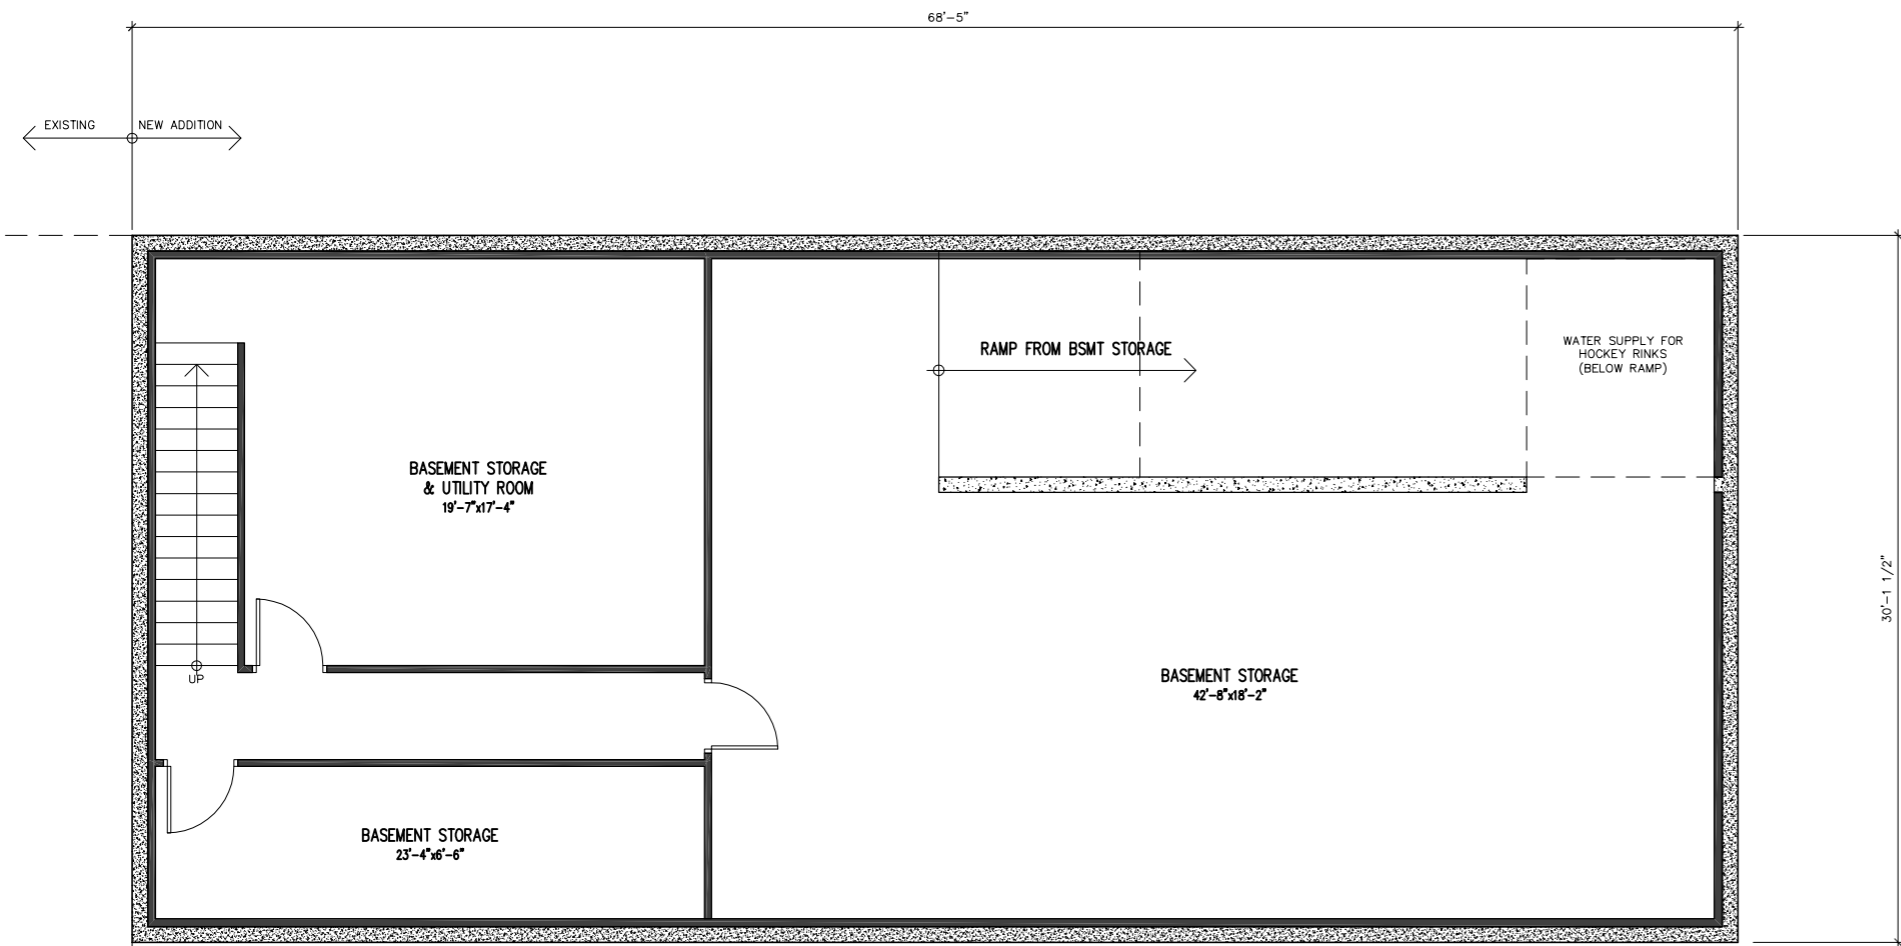 68'-5"
EXISTING
NEW ADDITION
RAMP FROM BSMT STORAGE
WATER SUPPLY FOR
HOCKEY RINKS
(BELOW RAMP)
BASEMENT STORAGE
& UTILITY ROOM
19'-7"x17'-4"
30'-1 1/2"
UP
BASEMENT STORAGE
42'-8"x18'-2"
BASEMENT STORAGE
23'-4"x6'-6"